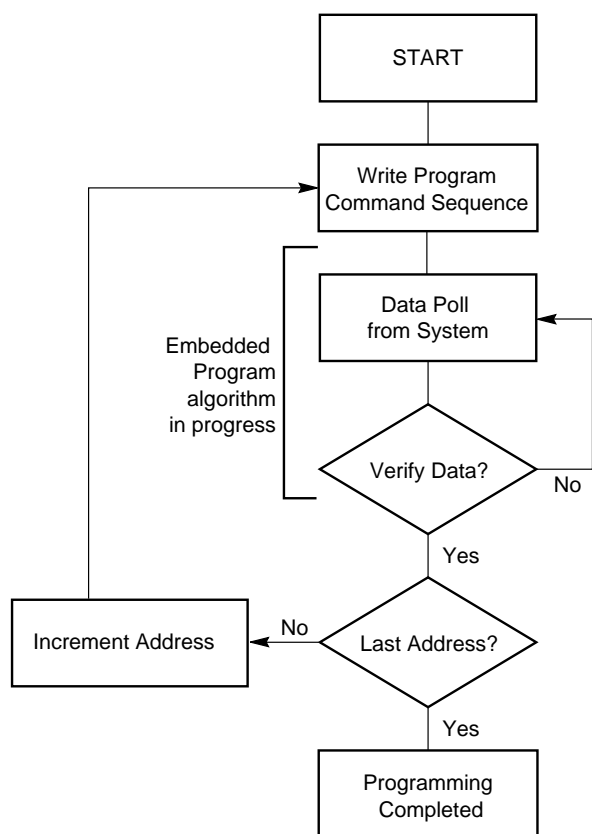 START
Write Program
Command Sequence
Data Poll
from System
Embedded
Program
algorithm
in progress
Verify Data?
No
Yes
Last Address?
No
Increment Address
Yes
Programming
Completed